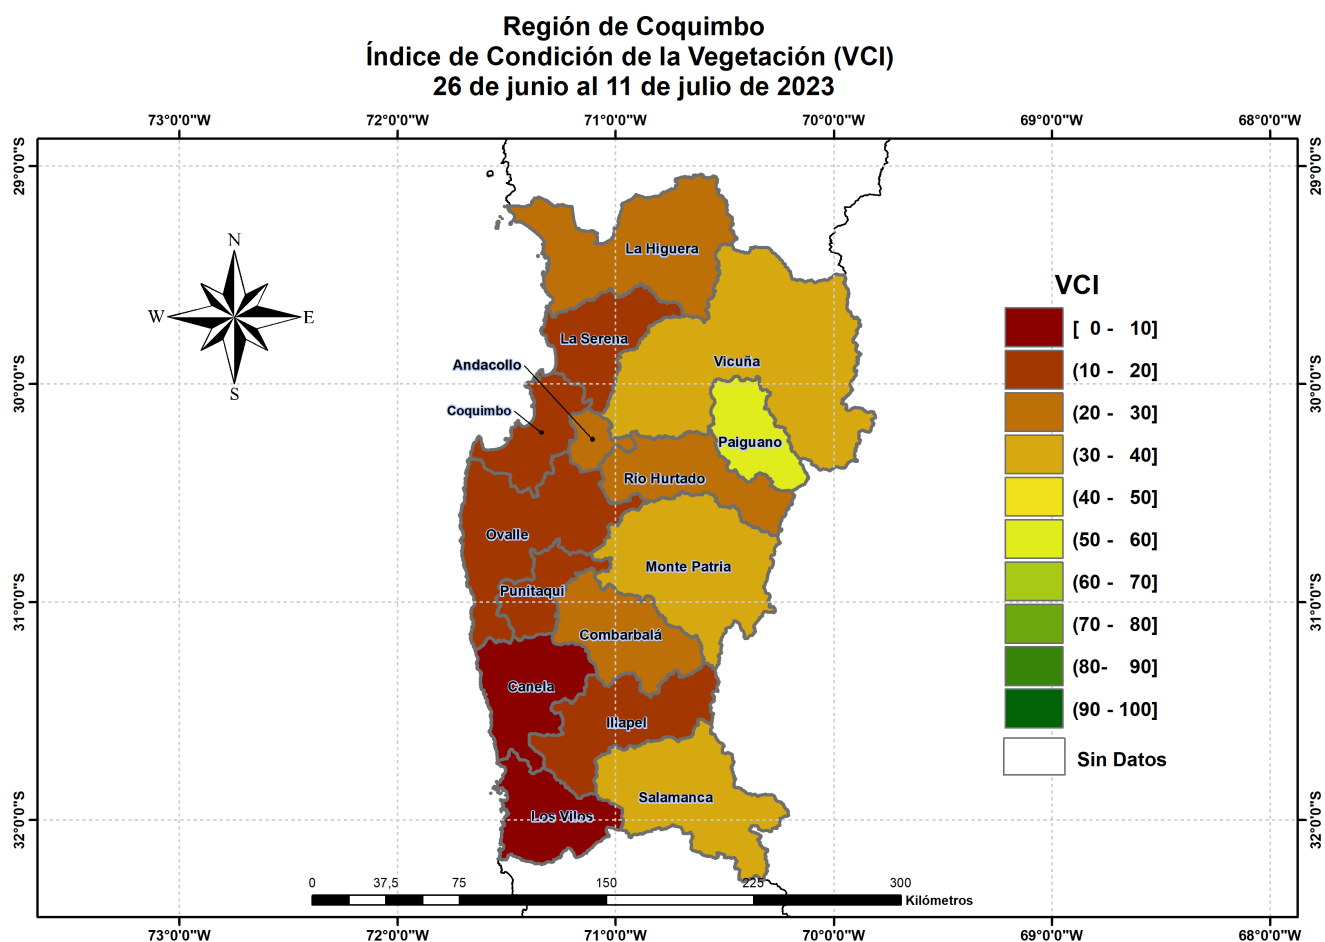 Región de Coquimbo
Índice de Condición de la Vegetación (VCI)
26 de junio al 11 de julio de 2023
73°0'0"W 72°0'0"W 71°0'0"W 70°0'0"W 69°0'0"W 68°0'0"W
29°0'0"S 29°0'0"S
N
W E
S
La Higuera
La Serena
Andacollo
Vicuña
30°0'0"S 30°0'0"S
Coquimbo
Paiguano
Río Hurtado
Ovalle
Monte Patria
Punitaqui
31°0'0"S 31°0'0"S
Combarbalá
Canela
Illapel
Salamanca
Los Vilos
32°0'0"S 32°0'0"S
VCI
[ 0 - 10]
(10 - 20]
(20 - 30]
(30 - 40]
(40 - 50]
(50 - 60]
(60 - 70]
(70 - 80]
(80- 90]
(90 - 100]
Sin Datos
0 37,5 75 150 225 300
Kilómetros
73°0'0"W 72°0'0"W 71°0'0"W 70°0'0"W 69°0'0"W 68°0'0"W